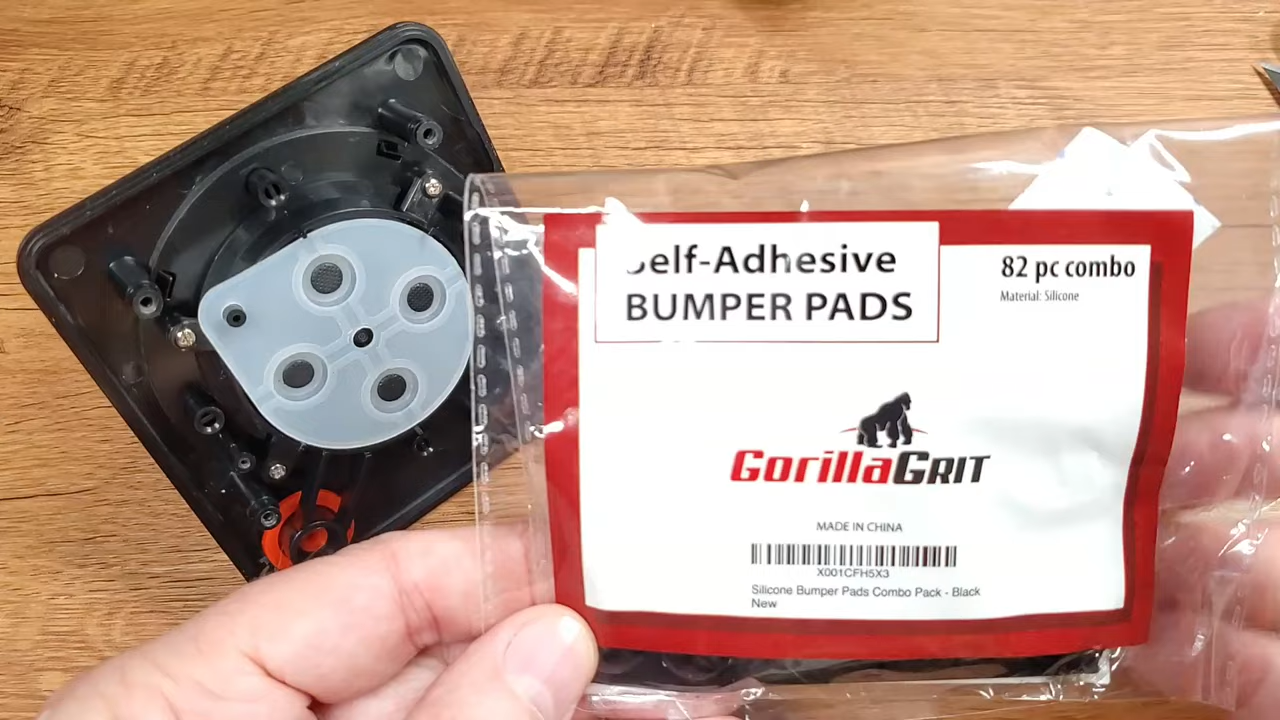 Self-Adhesive
BUMPER PADS
82 pc combo
Material: Silicone
GORILLAGRIT
MADE IN CHINA
X001CFH5X3
Silicone Bumper Pads Combo Pack - Black
New